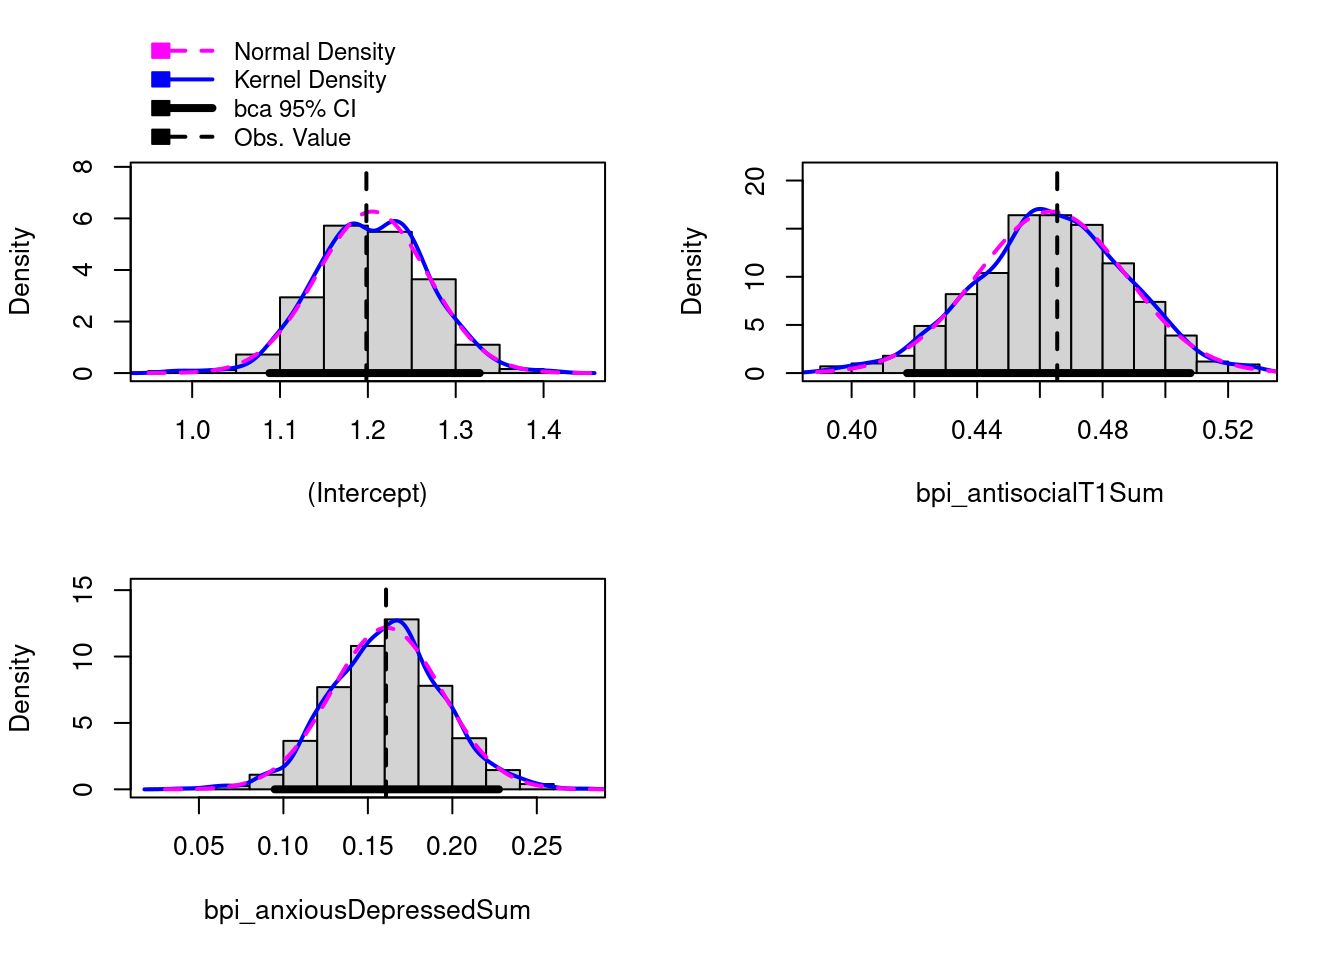 Normal Density
Kernel Density
bca 95% CI
Obs. Value
Density
0 2 4 6 8
1.0 1.1 1.2 1.3 1.4
(Intercept)
Density
0 5 10 20
0.40 0.44 0.48 0.52
bpi_antisocialT1Sum
Density
0 5 10 15
0.05 0.10 0.15 0.20 0.25
bpi_anxiousDepressedSum